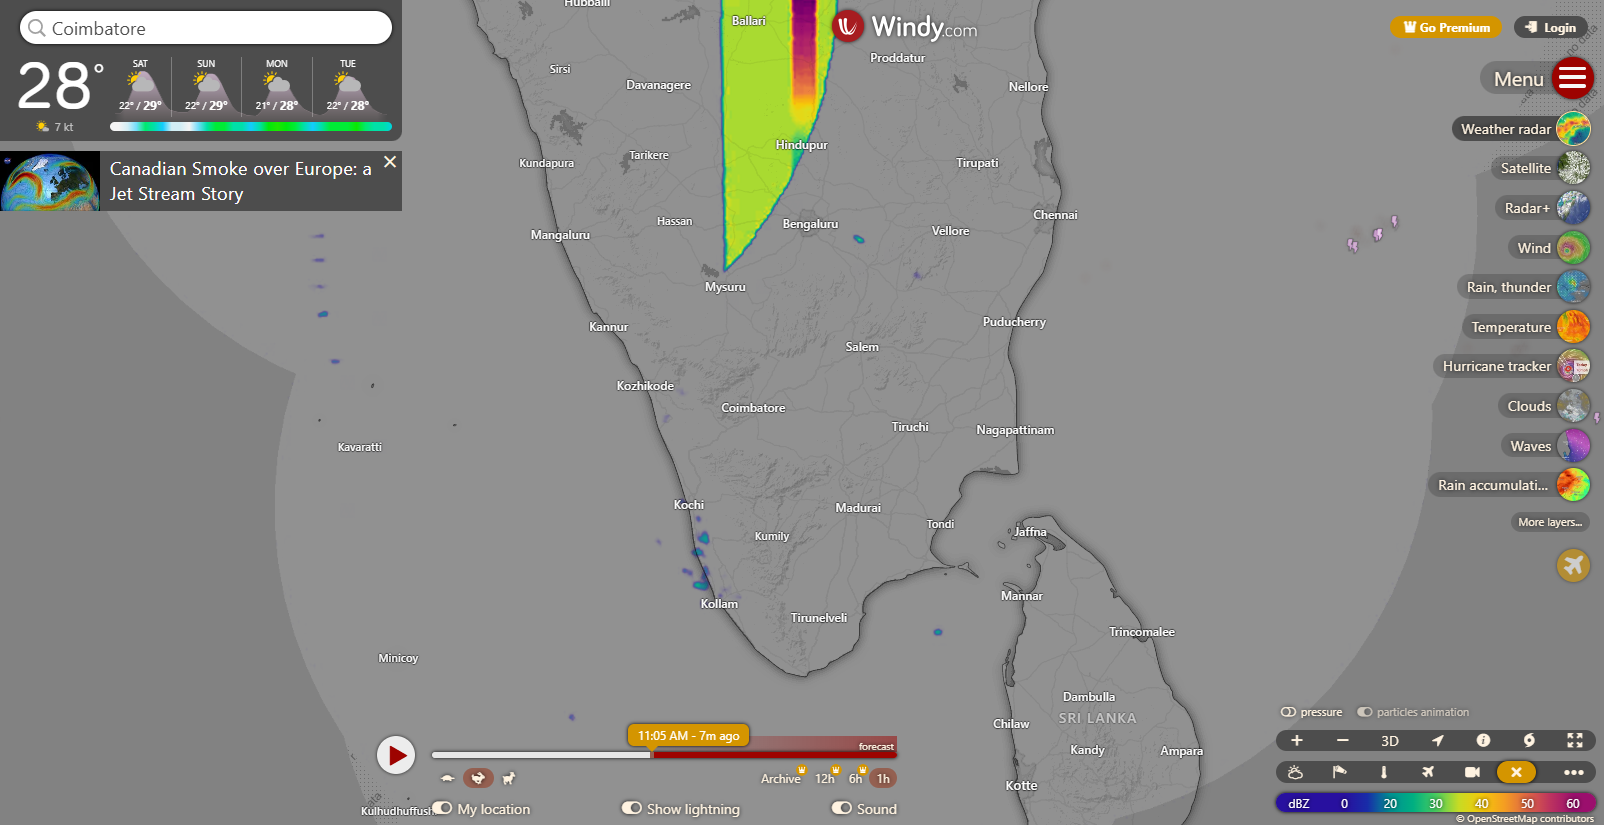 Coimbatore
28°
7 kt
SAT
SUN
MON
TUE
22° / 29°
22° / 29°
21° / 28°
22° / 28°
Canadian Smoke over Europe: a
Jet Stream Story
Windy.com
Go Premium
Login
Menu
Weather radar
Satellite
Radar+
Wind
Rain, thunder
Temperature
Hurricane tracker
Clouds
Waves
Rain accumulati...
More layers...
no data
Hubballi
Ballari
Proddatur
Sirsi
Davanagere
Nellore
Kundapura
Tarikere
Hindupur
Tirupati
Hassan
Mangaluru
Bengaluru
Vellore
Chennai
Mysuru
Kannur
Puducherry
Salem
Kozhikode
Coimbatore
Tiruchi
Nagapattinam
Kavaratti
Kochi
Madurai
Kumily
Tondi
Jaffna
Kollam
Tirunelveli
Mannar
Trincomalee
Minicoy
Dambulla
Chilaw
SRI LANKA
Kandy
Ampara
Kotte
Kulhudhuffush
11:05 AM - 7m ago
forecast
Archive
12h
6h
1h
My location
Show lightning
Sound
pressure
particles animation
3D
dBZ 0 20 30 40 50 60
© OpenStreetMap contributors